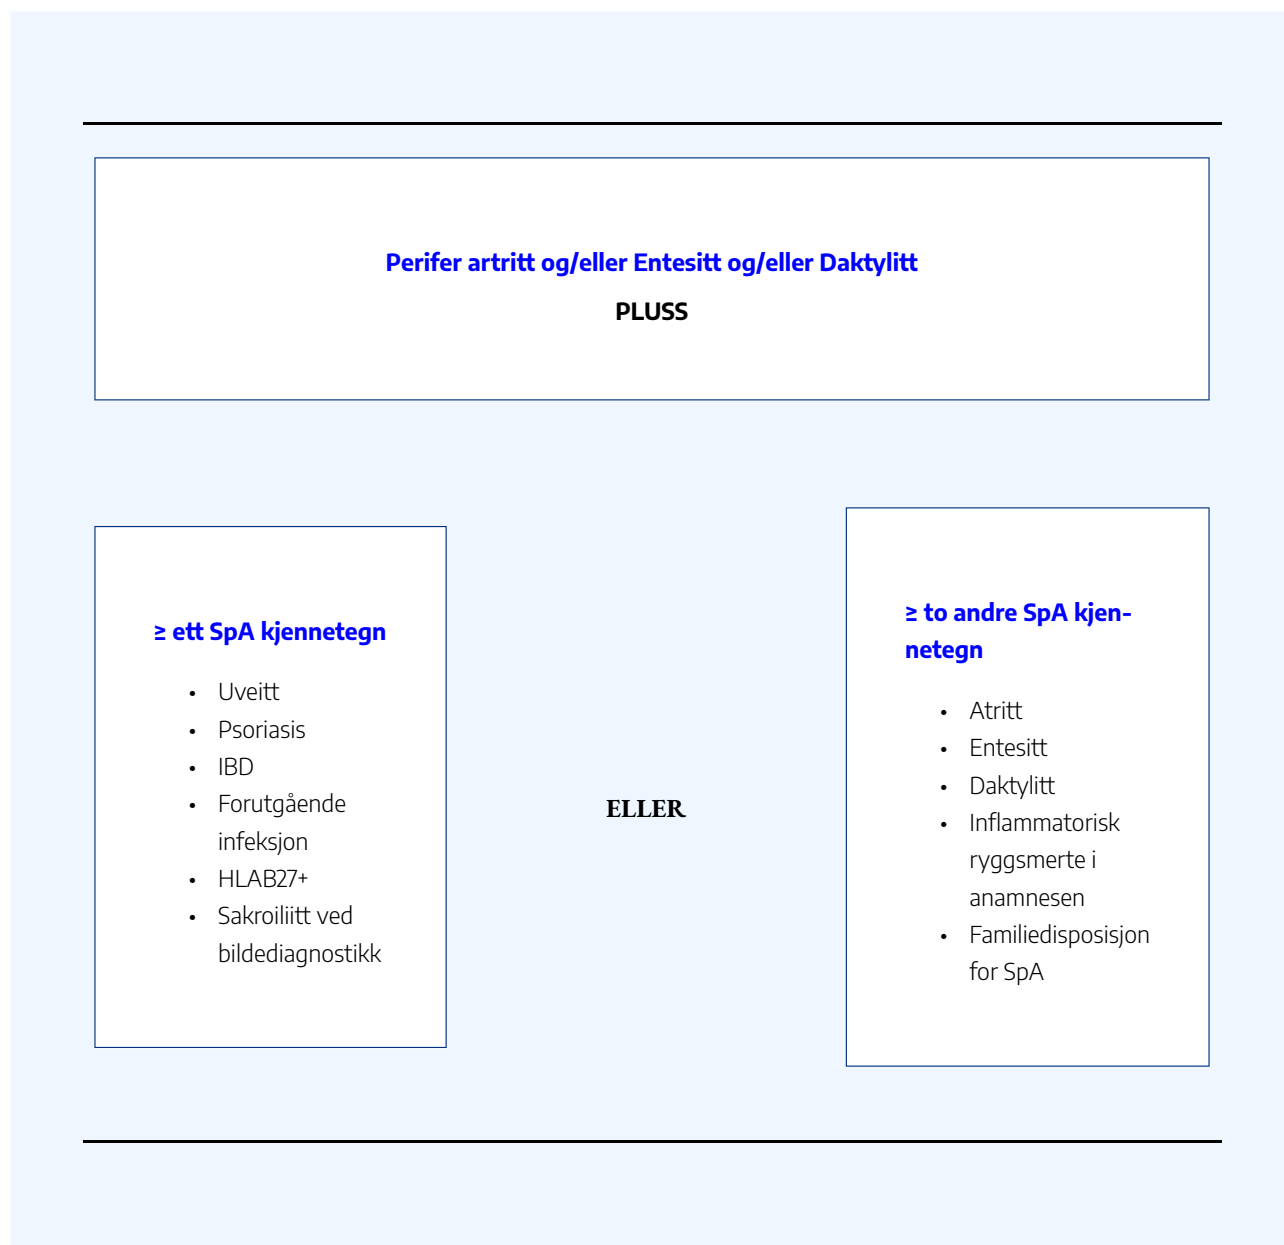 Perifer artritt og/eller Entesitt og/eller Daktylitt
PLUSS
≥ ett SpA kjennetegn
• Uveitt
• Psoriasis
• IBD
• Forutgående
infeksjon
• HLAB27+
• Sakroiliitt ved
bildediagnostikk
ELLER
≥ to andre SpA kjen-
netegn
• Atritt
• Entesitt
• Daktylitt
• Inflammatorisk
ryggsmerte i
anamnesen
• Familiedisposisjon
for SpA